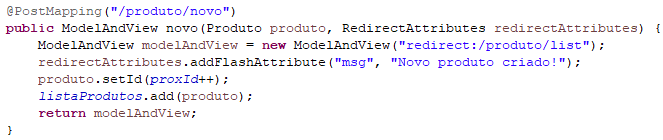 @PostMapping("/produto/novo")
public ModelAndView novo(Produto produto, RedirectAttributes redirectAttributes) {
    ModelAndView modelAndView = new ModelAndView("redirect:/produto/list");
    redirectAttributes.addFlashAttribute("msg", "Novo produto criado!");
    produto.setId(proxId++);
    listaProdutos.add(produto);
    return modelAndView;
}